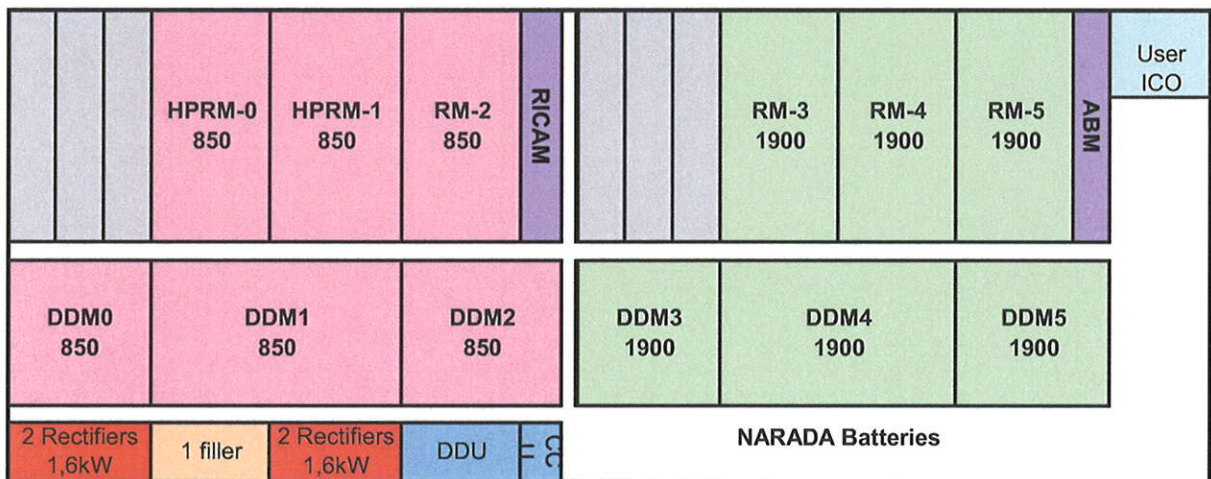 HPRM-0
850
HPRM-1
850
RM-2
850
RICAM
RM-3
1900
RM-4
1900
RM-5
1900
ABM
User
ICO
DDM0
850
DDM1
850
DDM2
850
DDM3
1900
DDM4
1900
DDM5
1900
2 Rectifiers
1,6kW
1 filler
2 Rectifiers
1,6kW
DDU
CC
U
NARADA Batteries